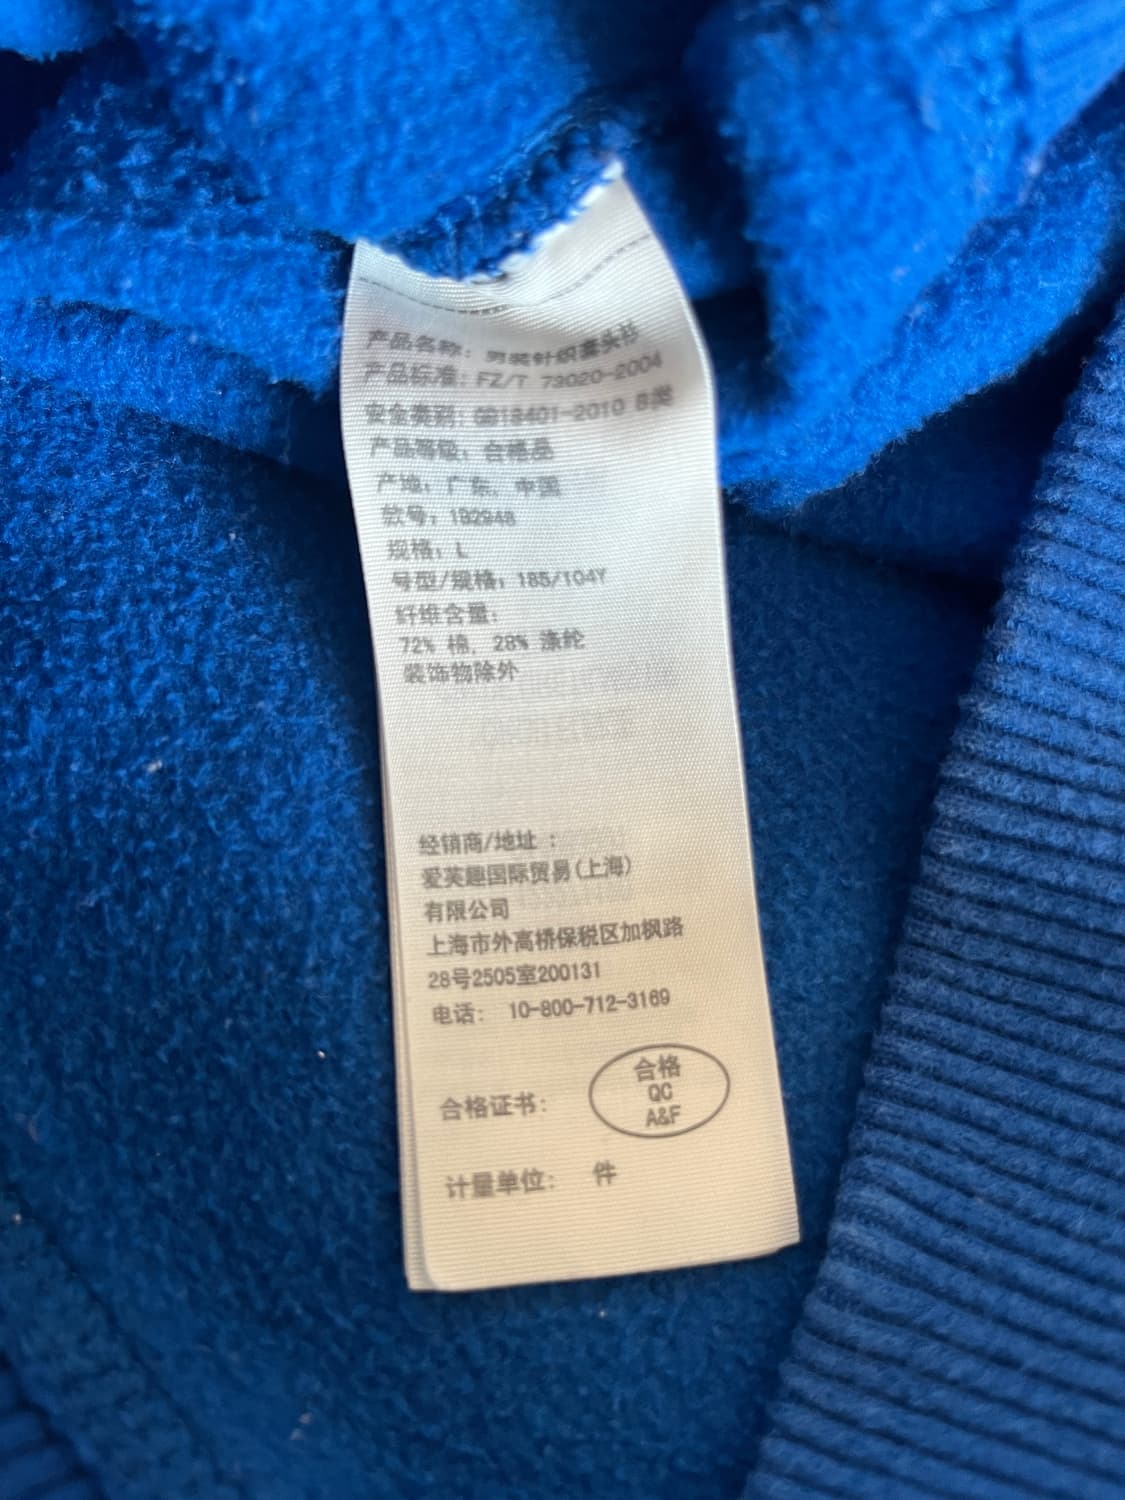 产品名称：男装针织套头衫
产品标准：FZ/T 73020-2004
安全类别：GB18401-2010 B类
产品等级：合格品
产地：广东，中国
款号：192948
规格：L
号型/规格：185/104Y
纤维含量：
72% 棉，28% 涤纶
装饰物除外
经销商/地址 ：
爱芙趣国际贸易(上海)
有限公司
上海市外高桥保税区加枫路
28号2505室200131
电话： 10-800-712-3169
合格证书：
合格
QC
A&F
计量单位： 件